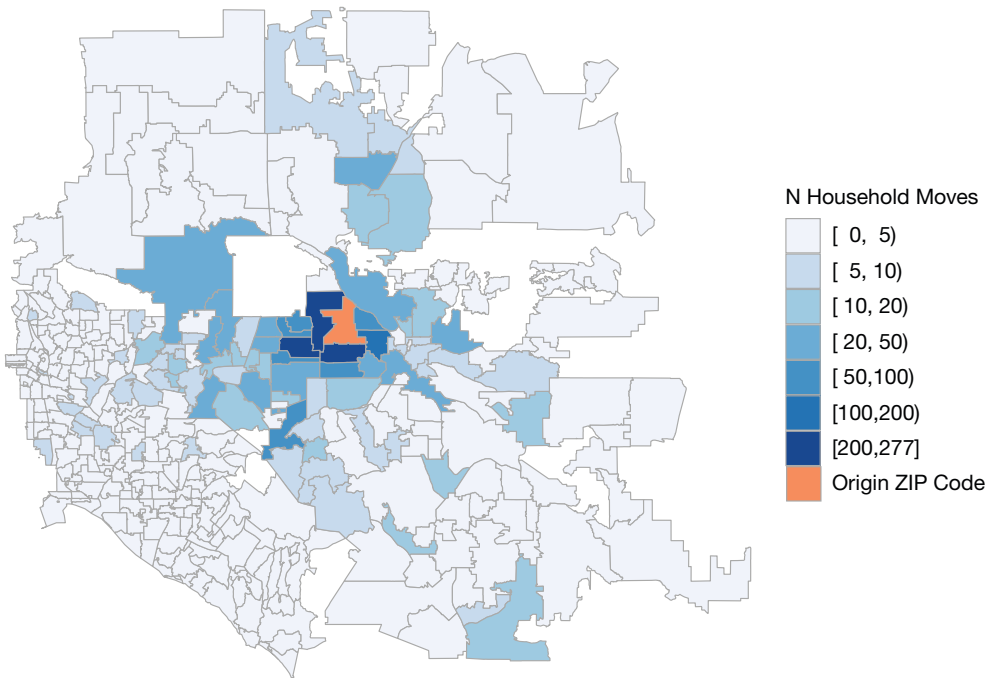 N Household Moves
[ 0, 5)
[ 5, 10)
[ 10, 20)
[ 20, 50)
[ 50,100)
[100,200)
[200,277]
Origin ZIP Code